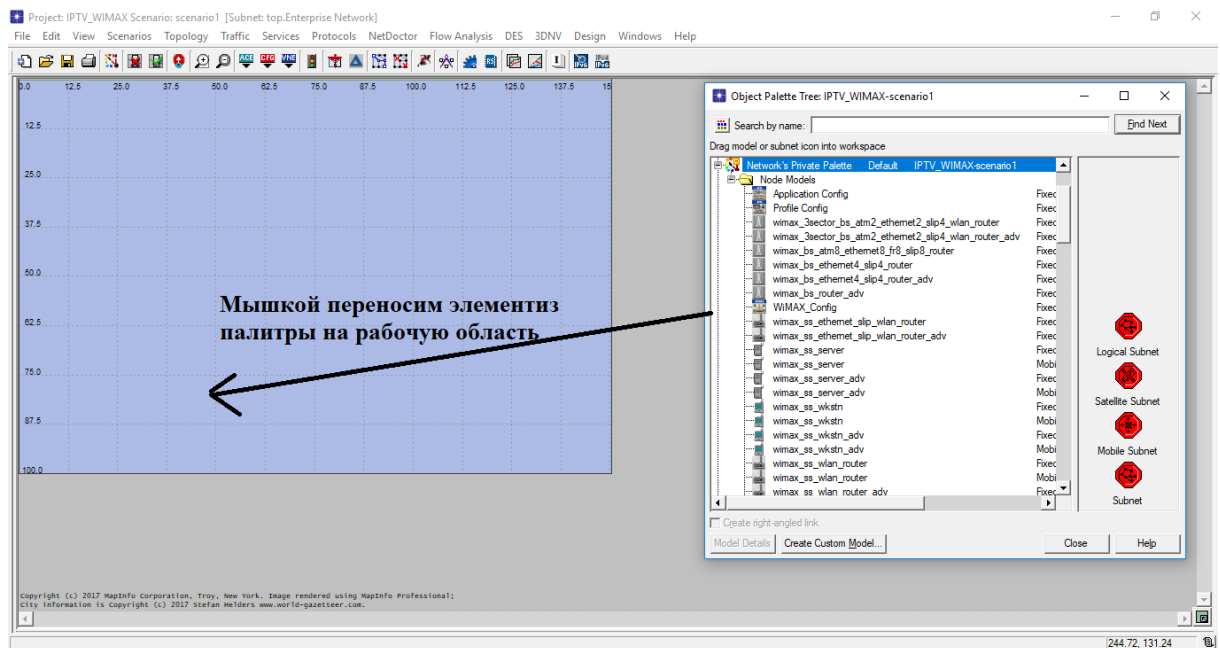 Project: IPTV_WIMAX Scenario: scenario1 [Subnet: top.Enterprise Network]
File Edit View Scenarios Topology Traffic Services Protocols NetDoctor Flow Analysis DES 3DNV Design Windows Help
0.0 12.5 25.0 37.5 50.0 62.5 75.0 87.5 100.0 112.5 125.0 137.5 15
12.5
25.0
37.5
50.0
62.5
75.0
87.5
100.0
Мышкой переносим элементиз
палитры на рабочую область
Object Palette Tree: IPTV_WIMAX-scenario1
Search by name:
Find Next
Drag model or subnet icon into workspace
Network's Private Palette Default IPTV_WIMAX-scenario1
Node Models
Application Config Fixed
Profile Config Fixed
wimax_3sector_bs_atm2_ethernet2_slip4_wlan_router Fixed
wimax_3sector_bs_atm2_ethernet2_slip4_wlan_router_adv Fixed
wimax_bs_atm8_ethernet8_fr8_slip8_router Fixed
wimax_bs_ethernet4_slip4_router Fixed
wimax_bs_ethernet4_slip4_router_adv Fixed
wimax_bs_router_adv Fixed
WiMAX_Config Fixed
wimax_ss_ethernet_slip_wlan_router Fixed
wimax_ss_ethernet_slip_wlan_router_adv Fixed
wimax_ss_server Fixed
wimax_ss_server Mobi
wimax_ss_server_adv Fixed
wimax_ss_server_adv Mobi
wimax_ss_wkstn Fixed
wimax_ss_wkstn Mobi
wimax_ss_wkstn_adv Fixed
wimax_ss_wkstn_adv Mobi
wimax_ss_wlan_router Fixed
wimax_ss_wlan_router Mobi
wimax_ss_wlan_router_adv Fixed
Logical Subnet
Satellite Subnet
Mobile Subnet
Subnet
Create right-angled link
Model Details Create Custom Model... Close Help
Copyright (c) 2017 MapInfo Corporation, Troy, New York. Image rendered using MapInfo Professional;
City information is Copyright (c) 2017 Stefan Helders www.world-gazetteer.com.
244.72, 131.24